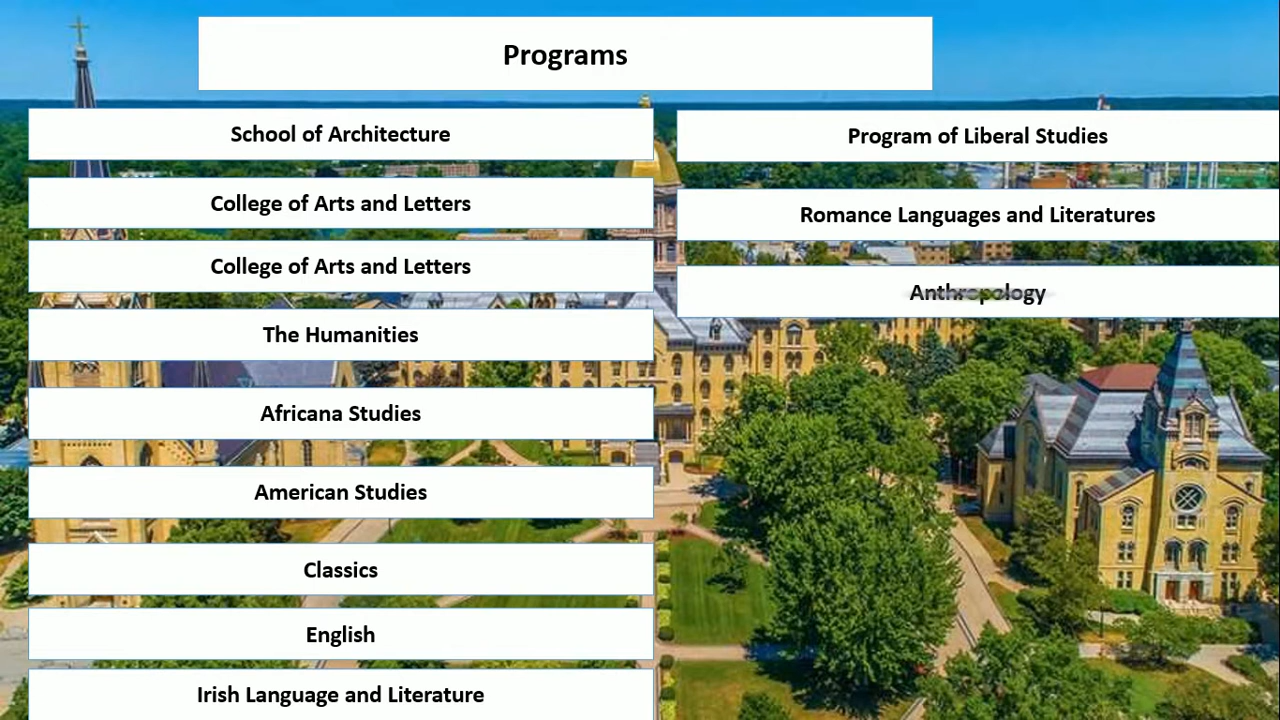 Programs
School of Architecture
College of Arts and Letters
College of Arts and Letters
The Humanities
Africana Studies
American Studies
Classics
English
Irish Language and Literature
Program of Liberal Studies
Romance Languages and Literatures
Anthropology